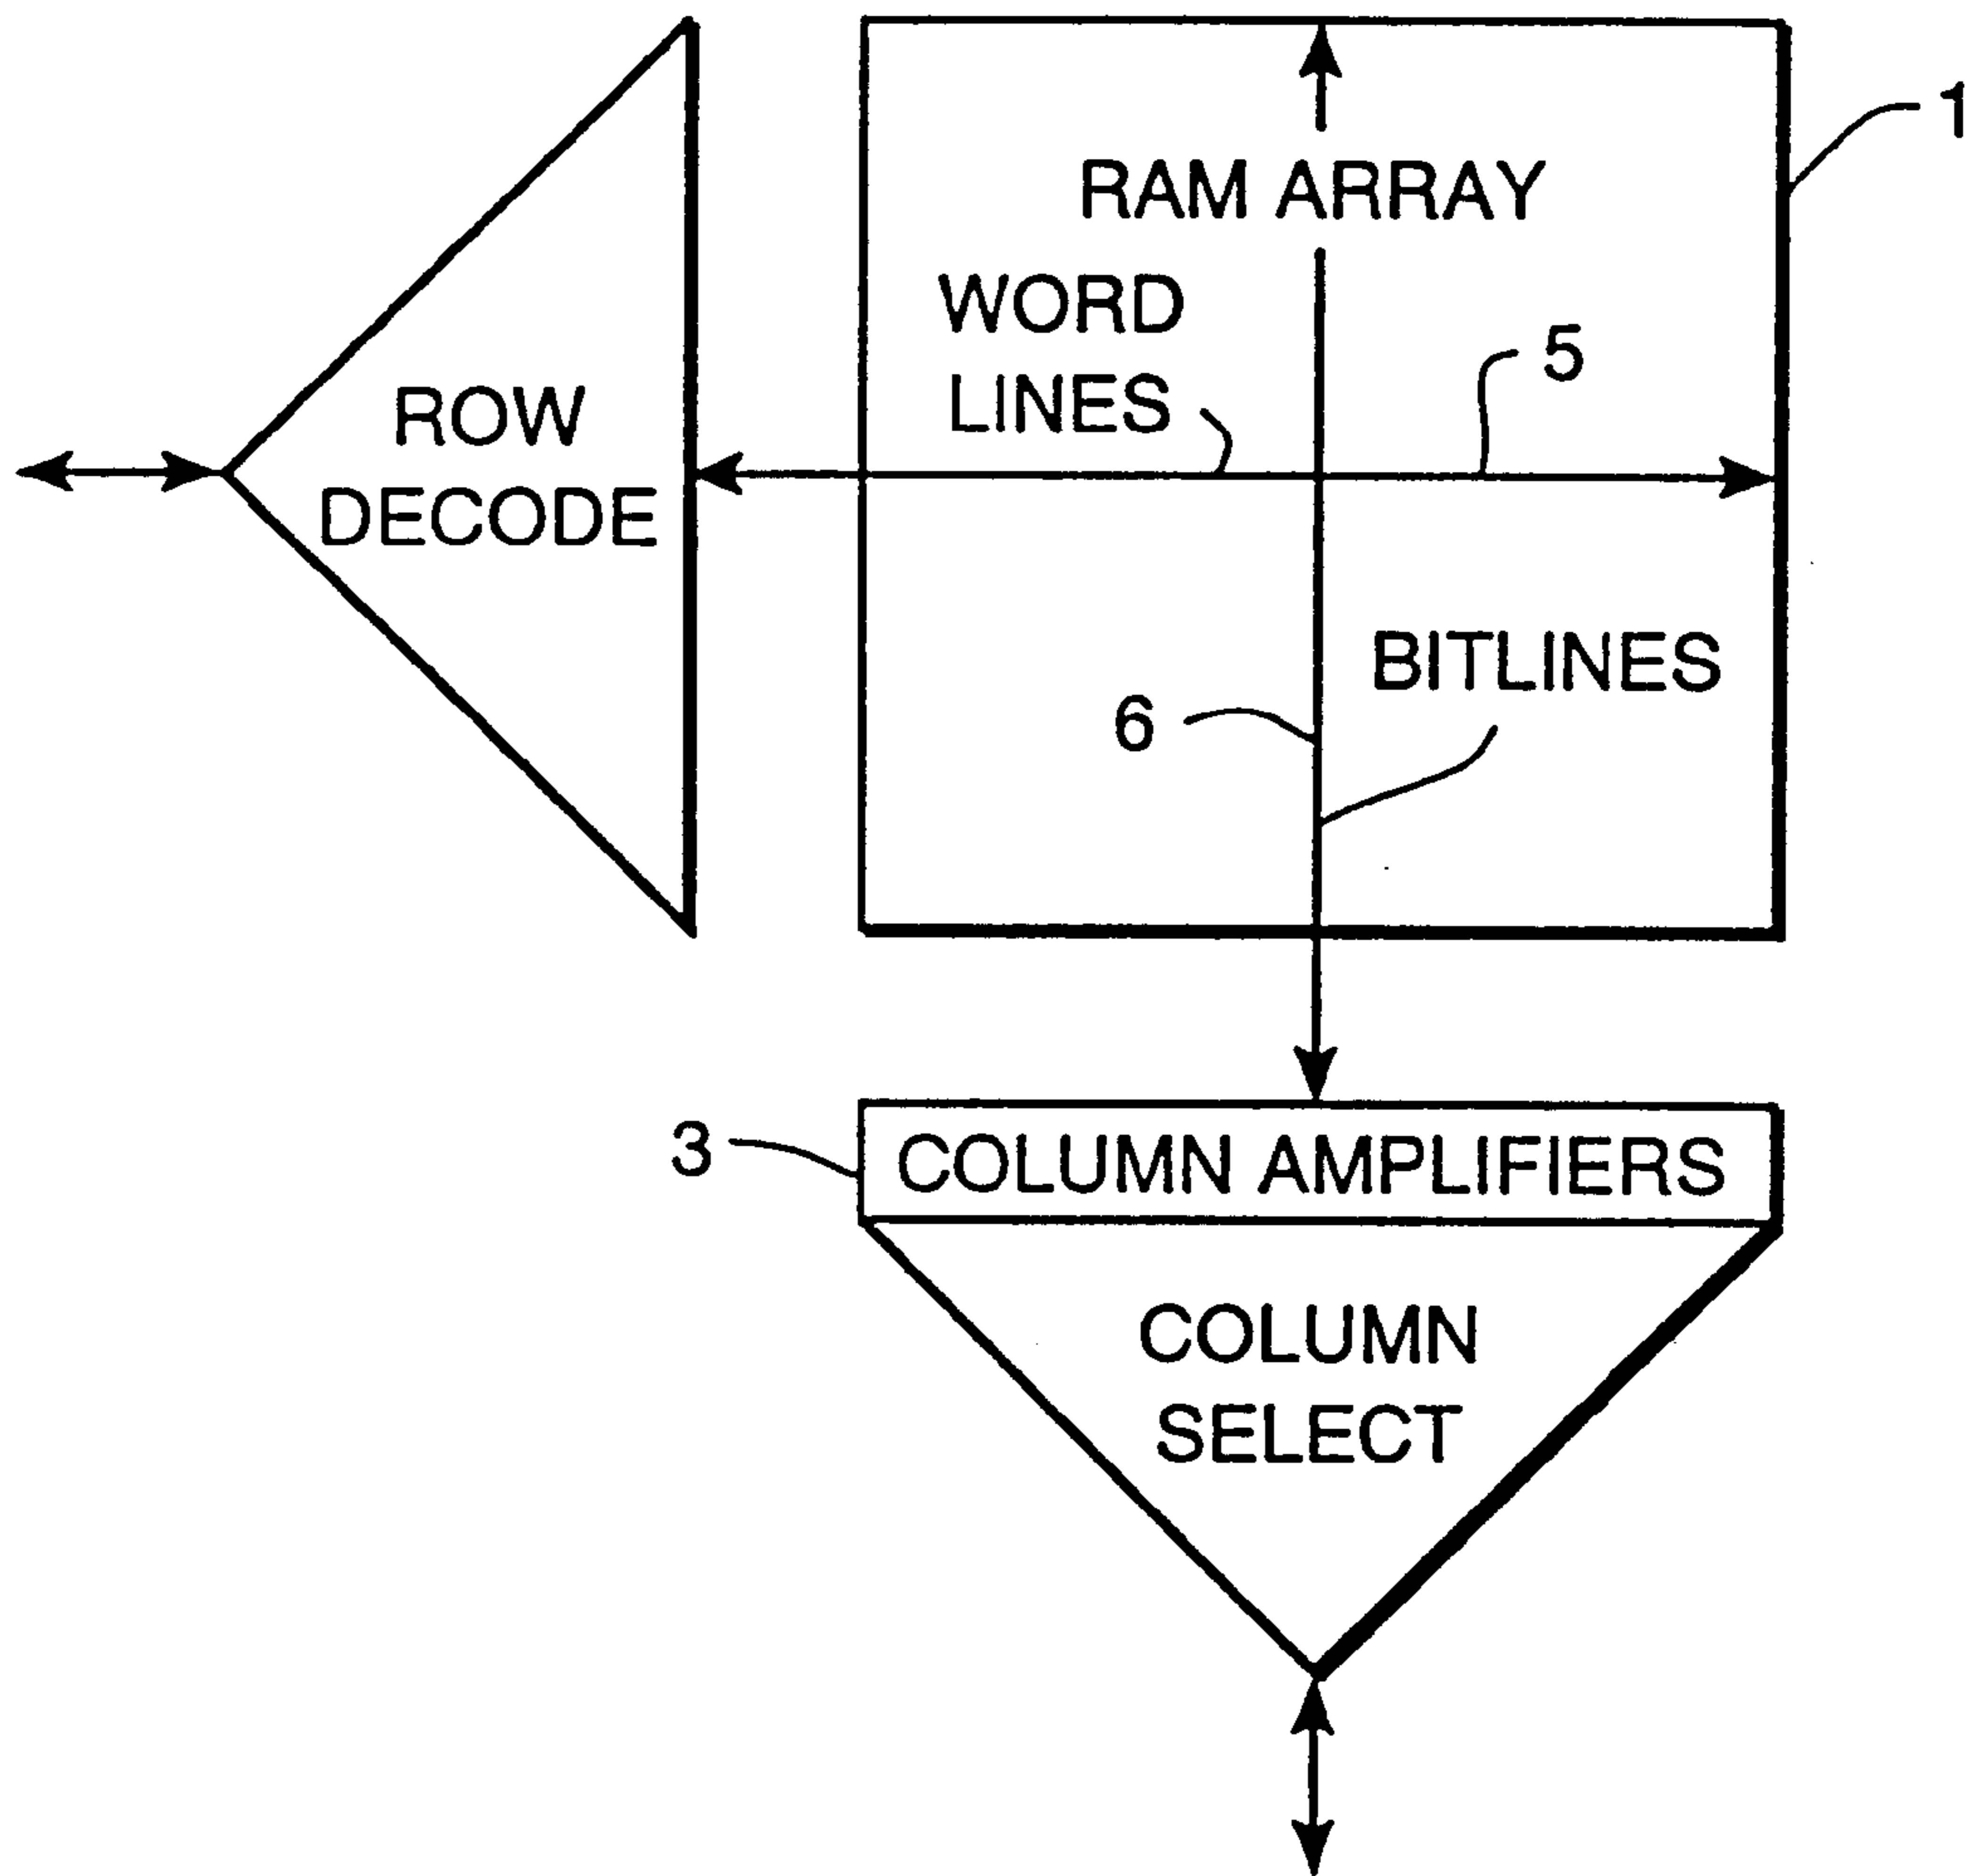 1
RAM ARRAY
WORD
LINES
5
ROW
DECODE
BITLINES
6
3
COLUMN AMPLIFIERS
COLUMN
SELECT